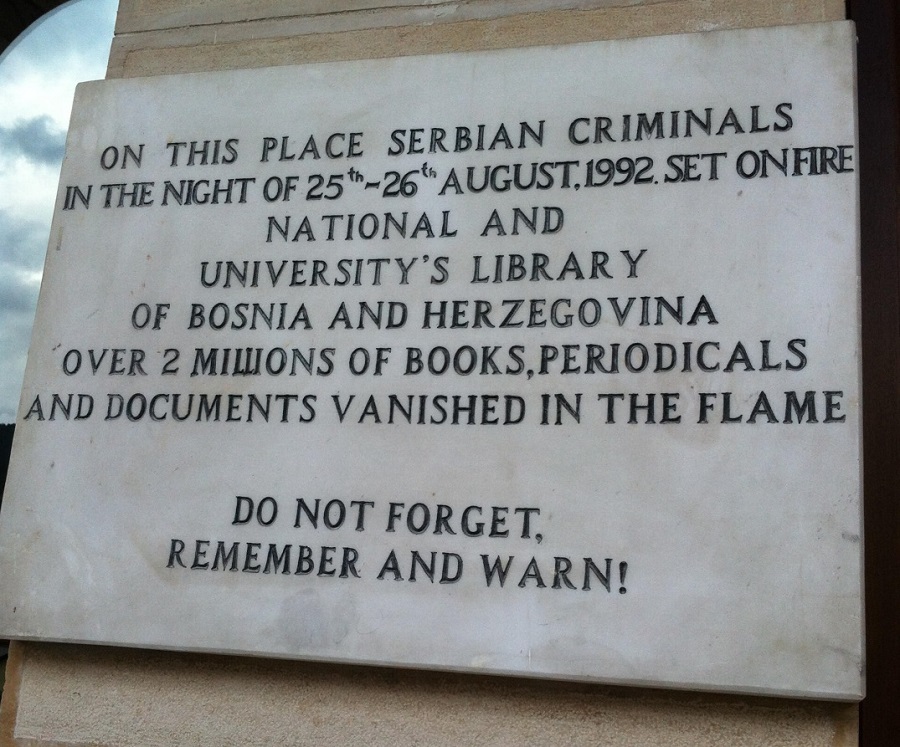 ON THIS PLACE SERBIAN CRIMINALS
IN THE NIGHT OF 25th~26th AUGUST,1992. SET ON FIRE
NATIONAL AND
UNIVERSITY'S LIBRARY
OF BOSNIA AND HERZEGOVINA
OVER 2 MILLIONS OF BOOKS,PERIODICALS
AND DOCUMENTS VANISHED IN THE FLAME
DO NOT FORGET,
REMEMBER AND WARN!